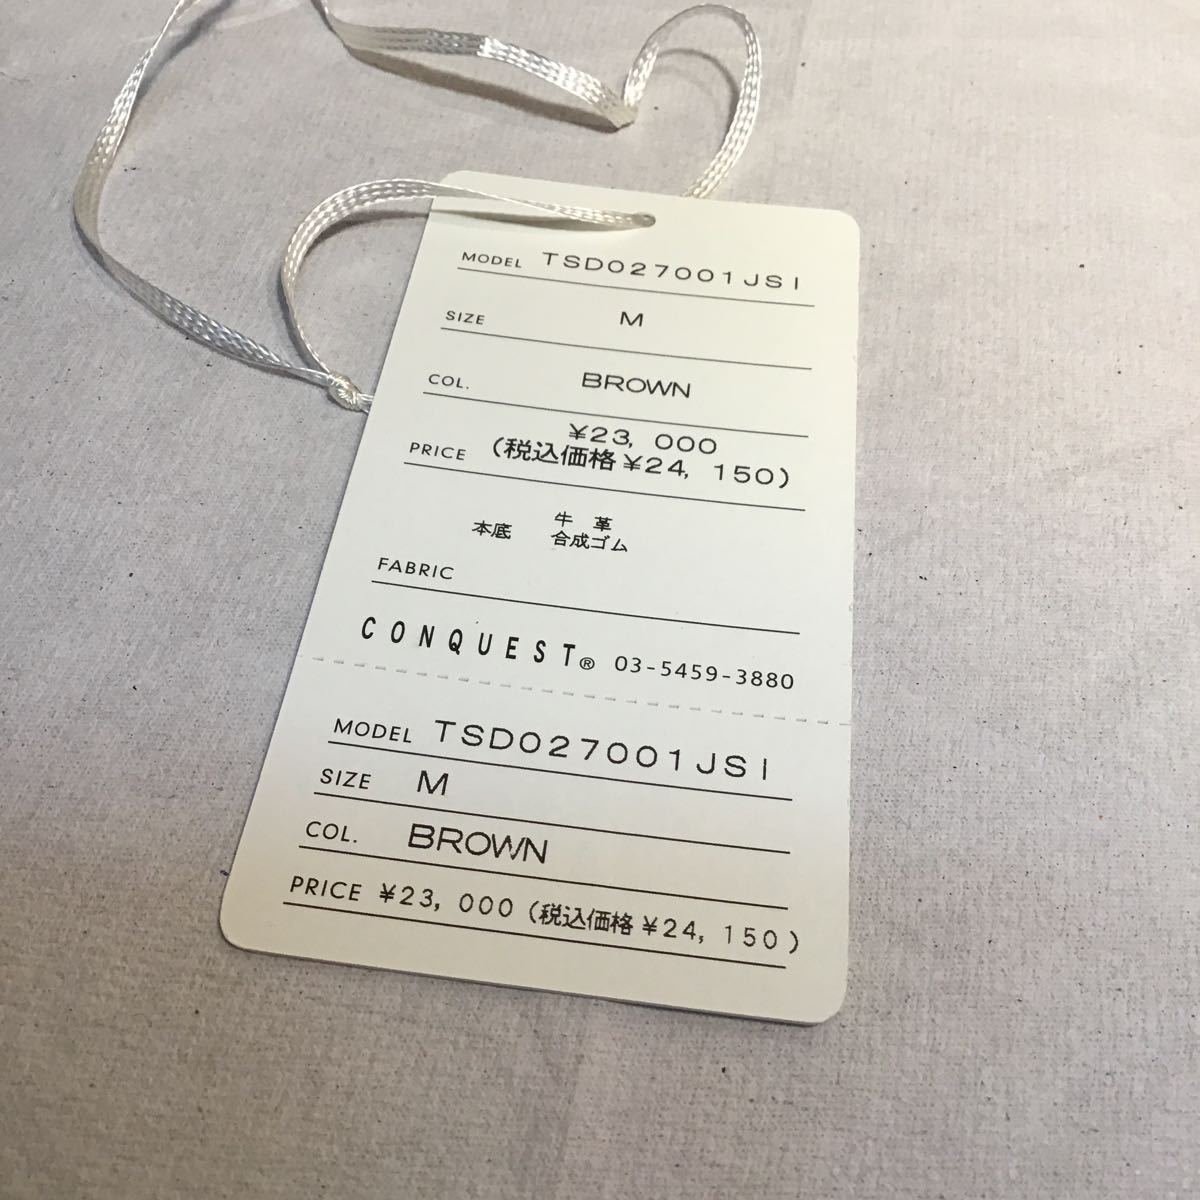 MODEL TSD027001JSI
SIZE M
COL. BROWN
¥23, 000
PRICE (税込価格¥24, 150)
牛 革
本底 合成ゴム
FABRIC
CONQUEST® 03-5459-3880
MODEL TSD027001JSI
SIZE M
COL. BROWN
PRICE ¥23, 000 (税込価格¥24, 150)